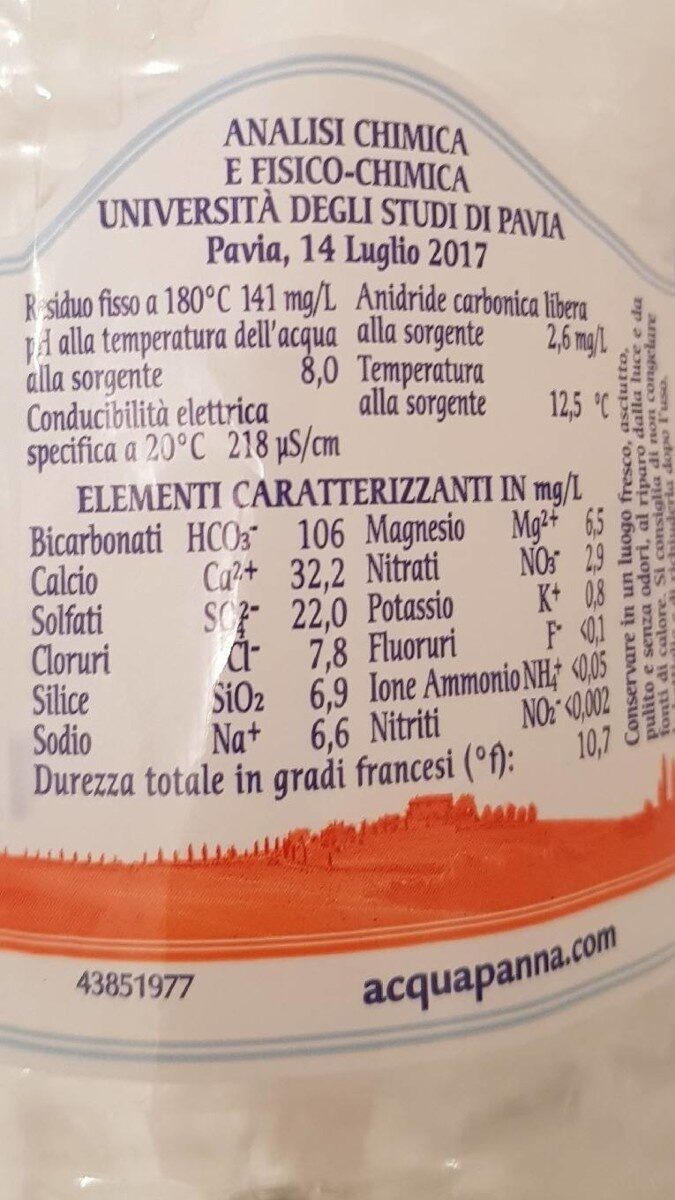 ANALISI CHIMICA
E FISICO-CHIMICA
UNIVERSITÀ DEGLI STUDI DI PAVIA
Pavia, 14 Luglio 2017
Residuo fisso a 180°C 141 mg/L
pH alla temperatura dell'acqua
alla sorgente 8,0
Conducibilità elettrica
specifica a 20°C 218 µS/cm
Anidride carbonica libera
alla sorgente 2,6 mg/L
Temperatura
alla sorgente 12,5 °C
ELEMENTI CARATTERIZZANTI IN mg/L
Bicarbonati HCO₃⁻ 106 Magnesio Mg²⁺ 6,5
Calcio Ca²⁺ 32,2 Nitrati NO₃⁻ 2,9
Solfati SO₄²⁻ 22,0 Potassio K⁺ 0,8
Cloruri Cl⁻ 7,8 Fluoruri F⁻ <0,1
Silice SiO₂ 6,9 Ione Ammonio NH₄⁺ <0,05
Sodio Na⁺ 6,6 Nitriti NO₂⁻ <0,002
Durezza totale in gradi francesi (°f): 10,7
Conservare in un luogo fresco, asciutto,
pulito e senza odori, al riparo dalla luce e da
fonti di calore. Si consiglia di non congelare
di richiuderla dopo l'uso.
43851977
acquapanna.com